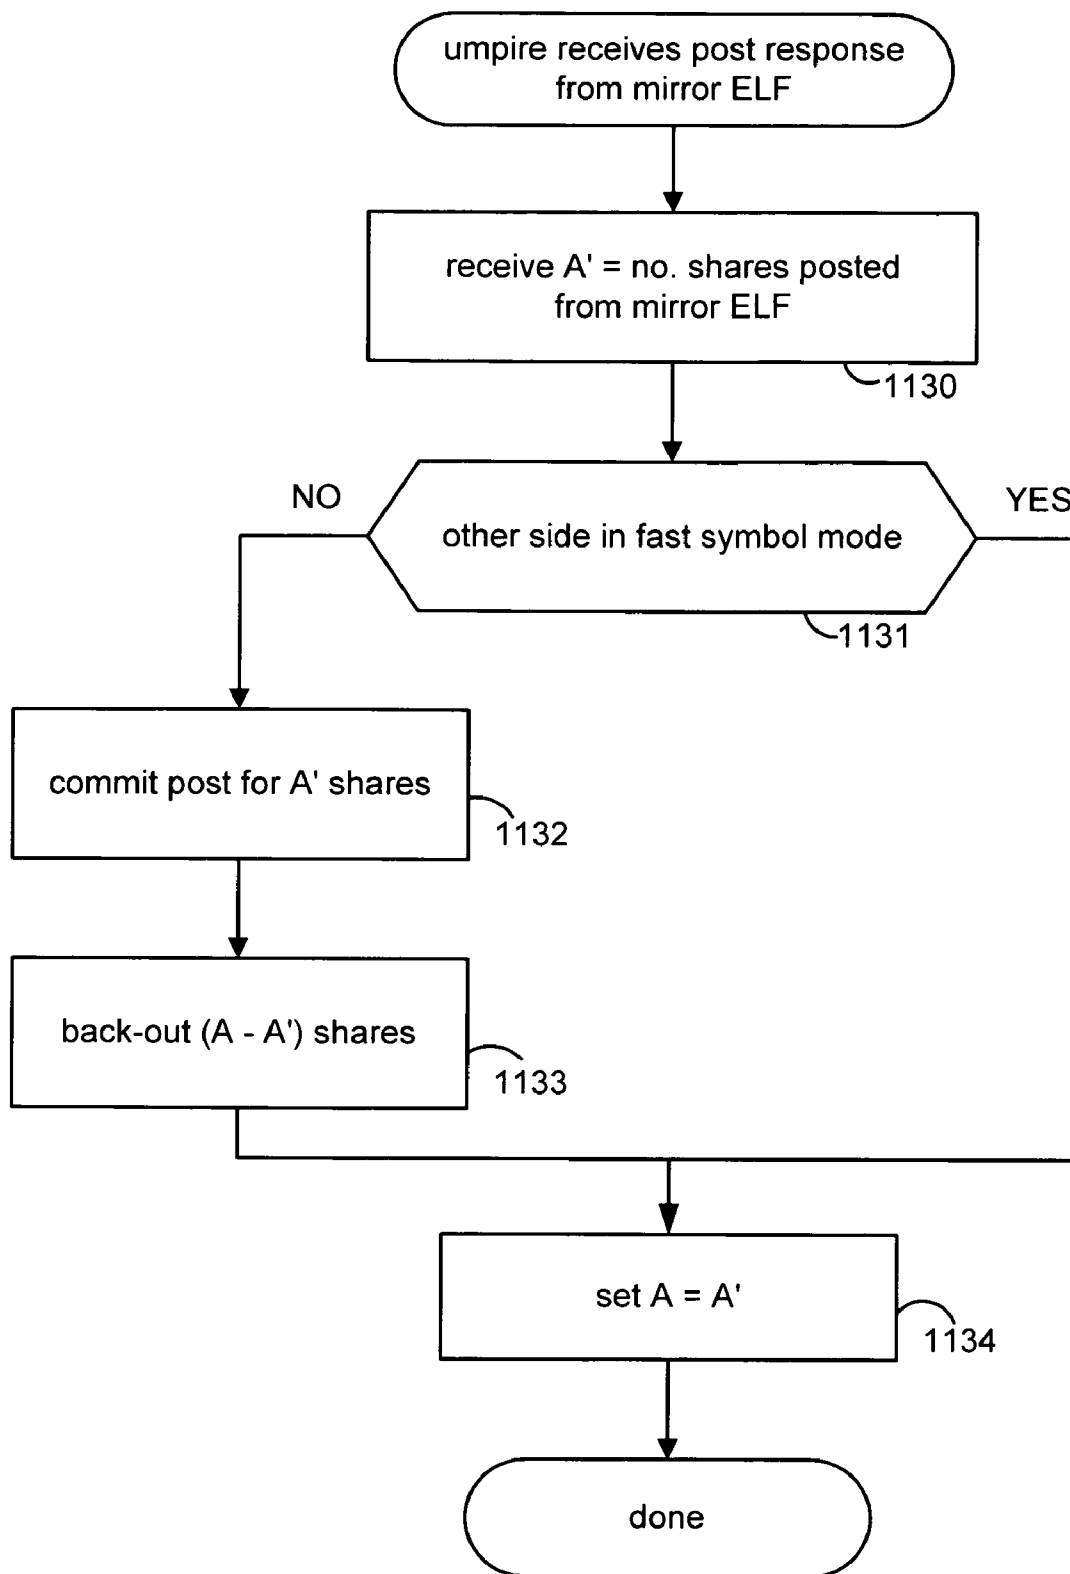 umpire receives post response
from mirror ELF
receive A' = no. shares posted
from mirror ELF
1130
NO
YES
other side in fast symbol mode
1131
commit post for A' shares
1132
back-out (A - A') shares
1133
set A = A'
1134
done